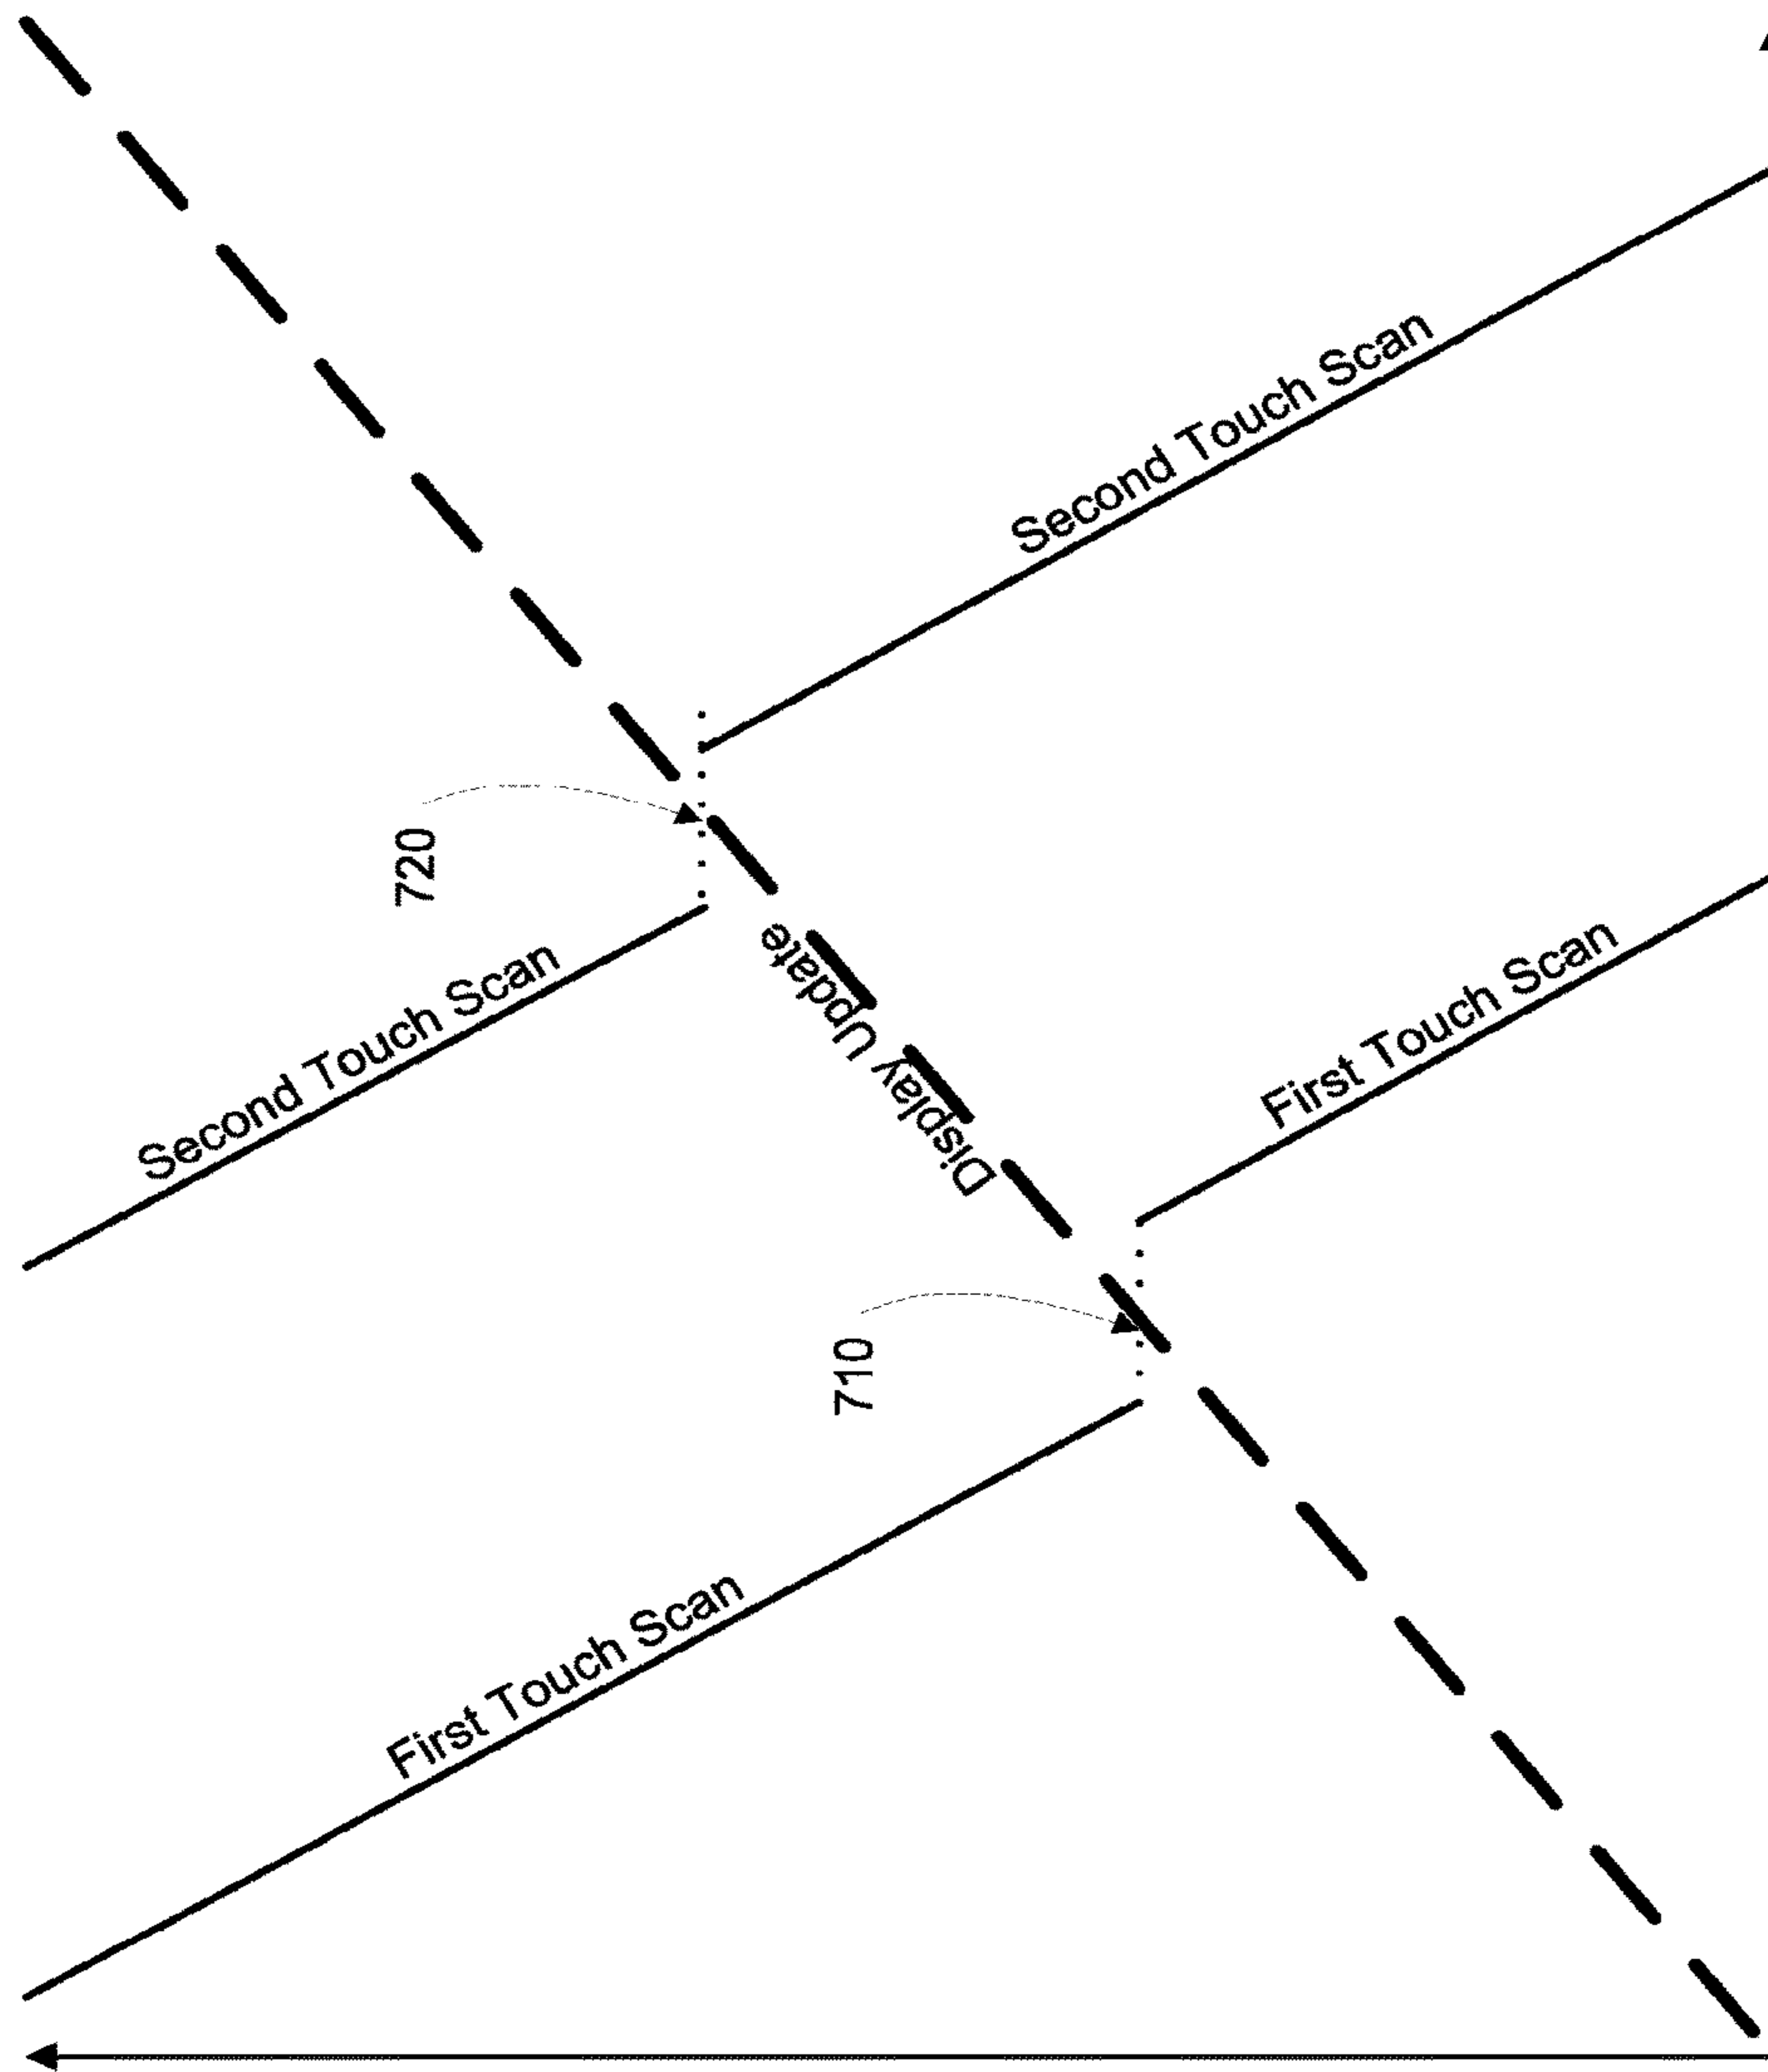 Second Touch Scan
720
Second Touch Scan
Display Update
First Touch Scan
710
First Touch Scan